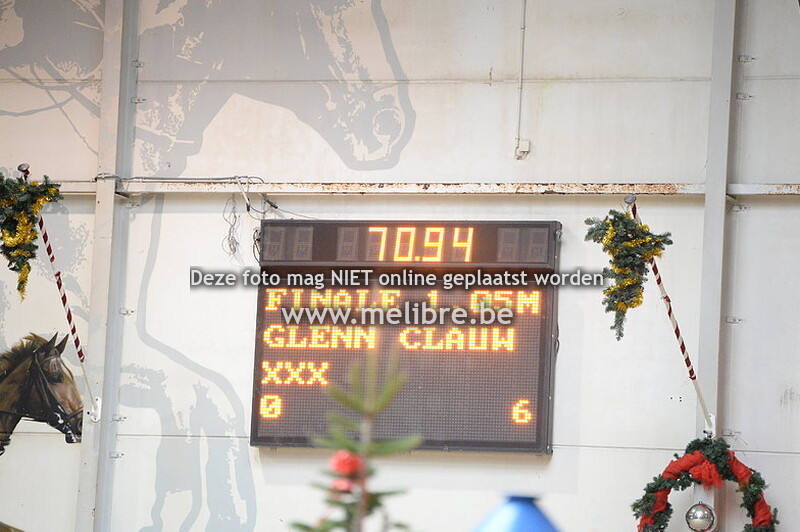 70.94
Deze foto mag NIET online geplaatst worden
FINALE 1.05M
www.melibre.be
GLENN CLAUW
XXX
0 6